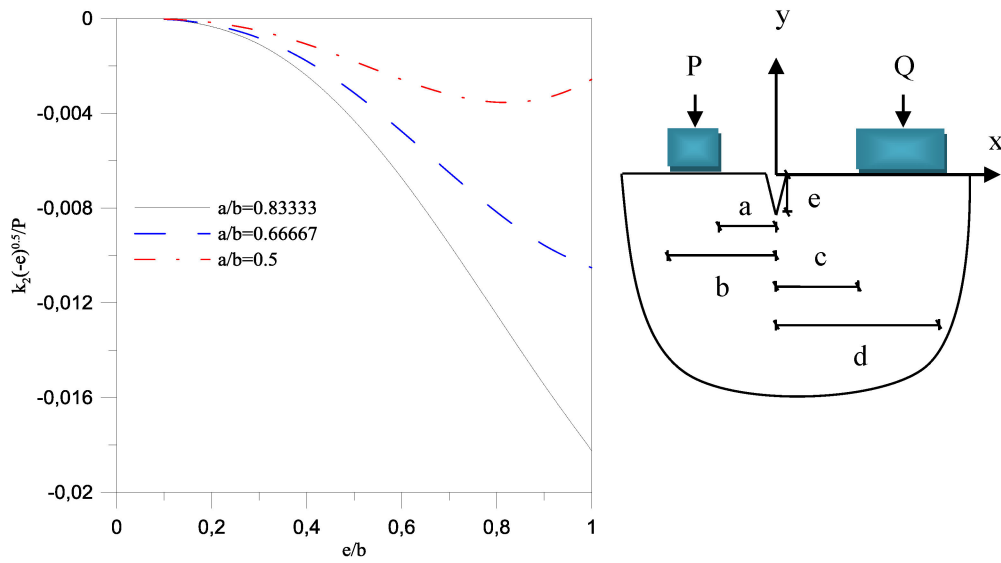 0
-0,004
-0,008
-0,012
-0,016
-0,02
k2(-e)0.5/P
a/b=0.83333
a/b=0.66667
a/b=0.5
0 0,2 0,4 0,6 0,8 1
e/b
y
P Q
x
e
a
c
b
d